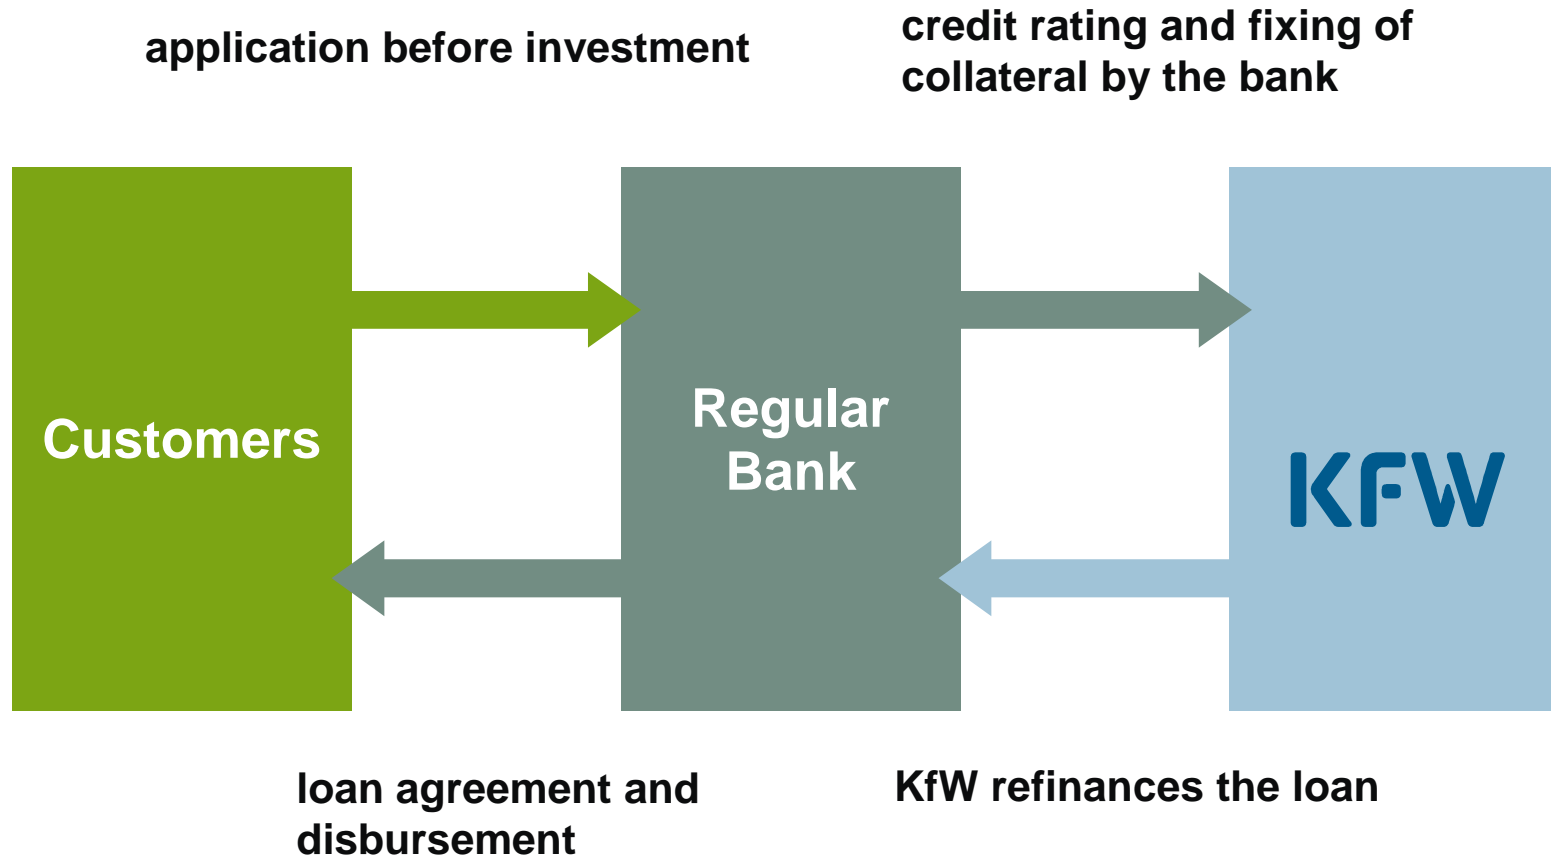 application before investment
credit rating and fixing of
collateral by the bank
Customers
Regular
Bank
KFW
loan agreement and
disbursement
KfW refinances the loan